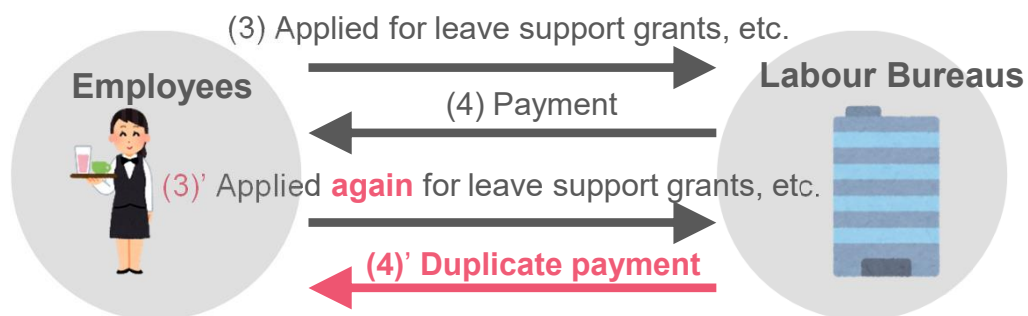 (3) Applied for leave support grants, etc.
Employees
Labour Bureaus
(4) Payment
(3)’ Applied again for leave support grants, etc.
(4)’ Duplicate payment